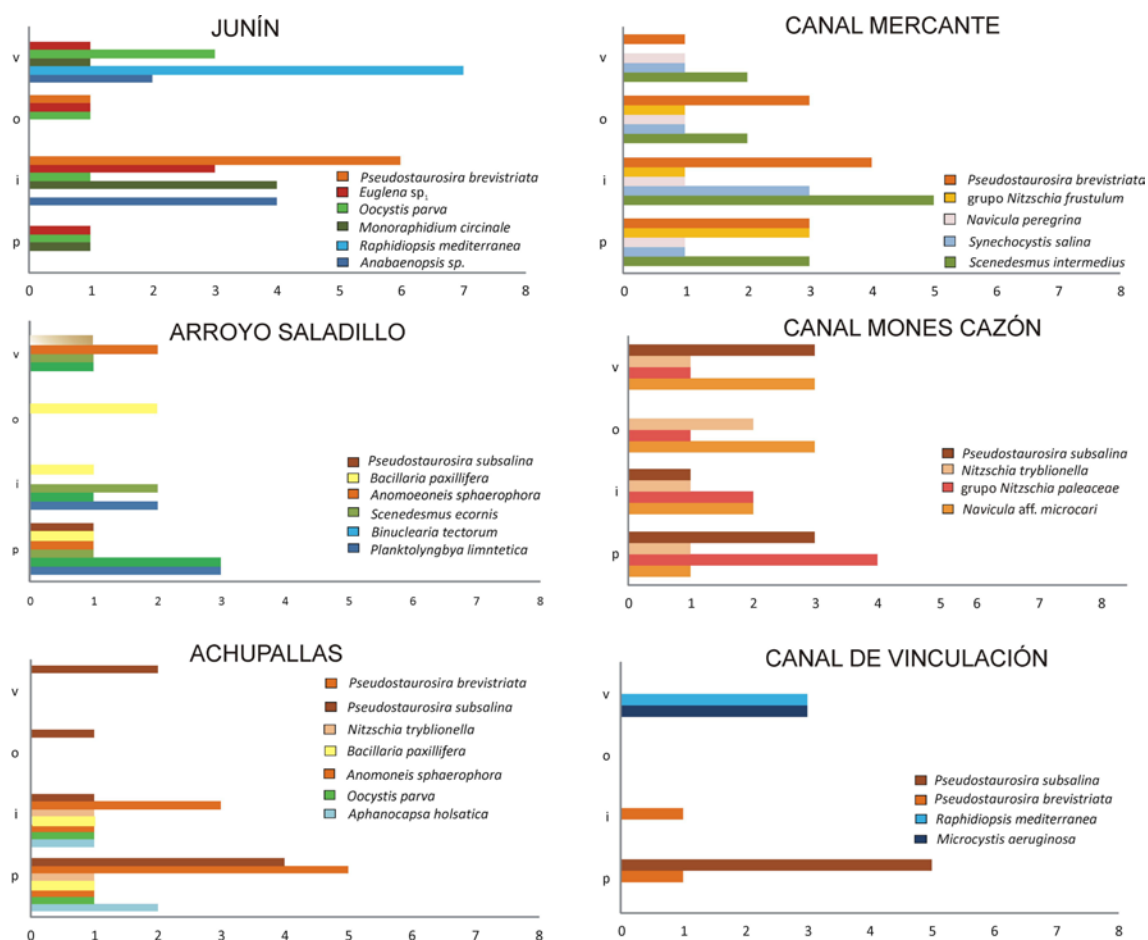 JUNÍN
v
o
i
p
Pseudostaurosira brevistriata
Euglena sp₁
Oocystis parva
Monoraphidium circinale
Raphidiopsis mediterranea
Anabaenopsis sp.
0 1 2 3 4 5 6 7 8
CANAL MERCANTE
v
o
i
p
Pseudostaurosira brevistriata
grupo Nitzschia frustulum
Navicula peregrina
Synechocystis salina
Scenedesmus intermedius
0 1 2 3 4 5 6 7 8
ARROYO SALADILLO
v
o
i
p
Pseudostaurosira subsalina
Bacillaria paxillifera
Anomoeoneis sphaerophora
Scenedesmus ecornis
Binuclearia tectorum
Planktolyngbya limntetica
0 1 2 3 4 5 6 7 8
CANAL MONES CAZÓN
v
o
i
p
Pseudostaurosira subsalina
Nitzschia tryblionella
grupo Nitzschia paleaceae
Navicula aff. microcari
0 1 2 3 4 5 6 7 8
ACHUPALLAS
v
o
i
p
Pseudostaurosira brevistriata
Pseudostaurosira subsalina
Nitzschia tryblionella
Bacillaria paxillifera
Anomoneis sphaerophora
Oocystis parva
Aphanocapsa holsatica
0 1 2 3 4 5 6 7 8
CANAL DE VINCULACIÓN
v
o
i
p
Pseudostaurosira subsalina
Pseudostaurosira brevistriata
Raphidiopsis mediterranea
Microcystis aeruginosa
0 1 2 3 4 5 6 7 8